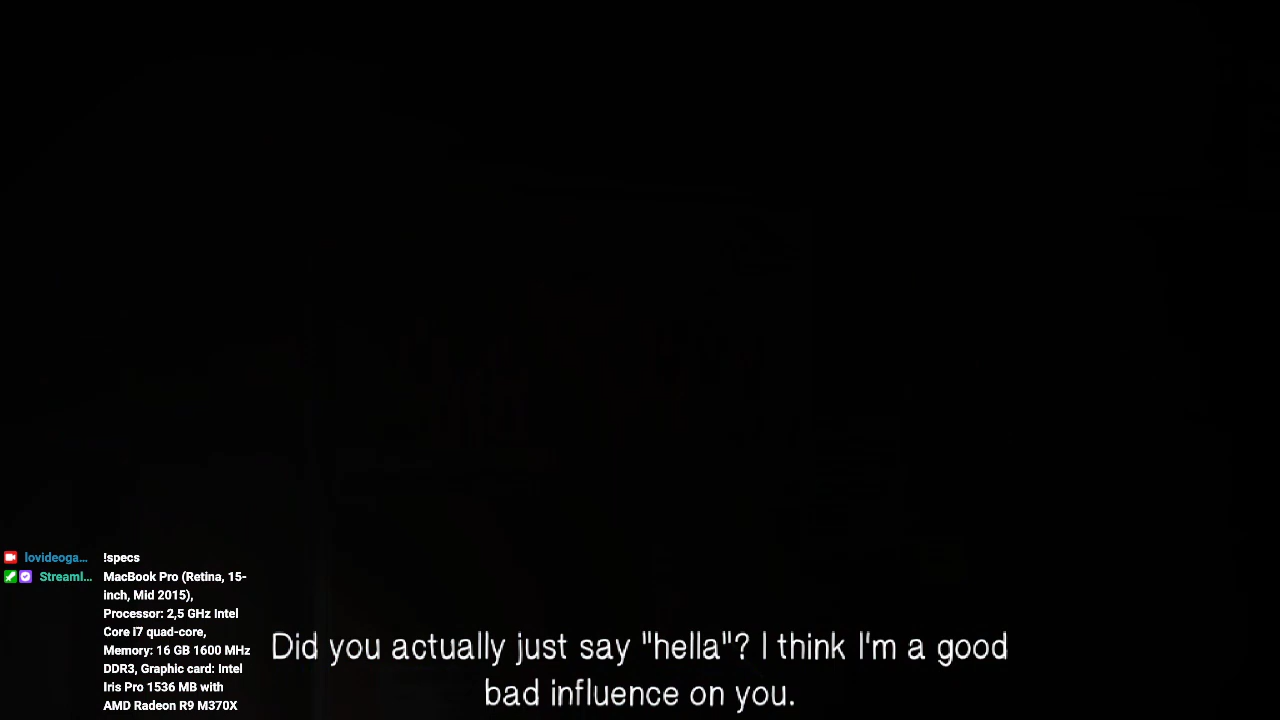 lovideoga… !specs
Streaml… MacBook Pro (Retina, 15-
inch, Mid 2015),
Processor: 2,5 GHz Intel
Core i7 quad-core,
Memory: 16 GB 1600 MHz
DDR3, Graphic card: Intel
Iris Pro 1536 MB with
AMD Radeon R9 M370X
Did you actually just say "hella"? I think I'm a good
bad influence on you.